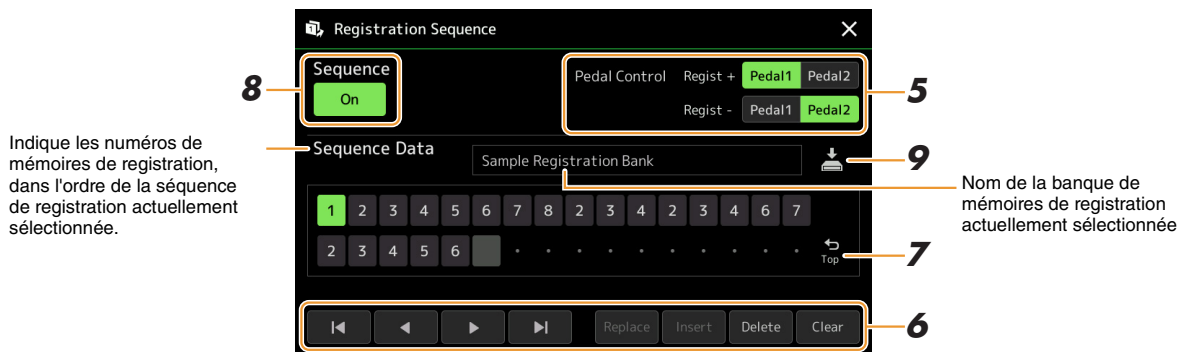 Registration Sequence
8
Sequence
On
Pedal Control Regist + Pedal1 Pedal2
Regist - Pedal1 Pedal2
5
Indique les numéros de
mémoires de registration,
dans l'ordre de la séquence
de registration actuellement
sélectionnée.
Sequence Data
Sample Registration Bank
9
Nom de la banque de
mémoires de registration
actuellement sélectionnée
1 2 3 4 5 6 7 8 2 3 4 2 3 4 6 7
2 3 4 5 6
Top
7
Replace Insert Delete Clear
6